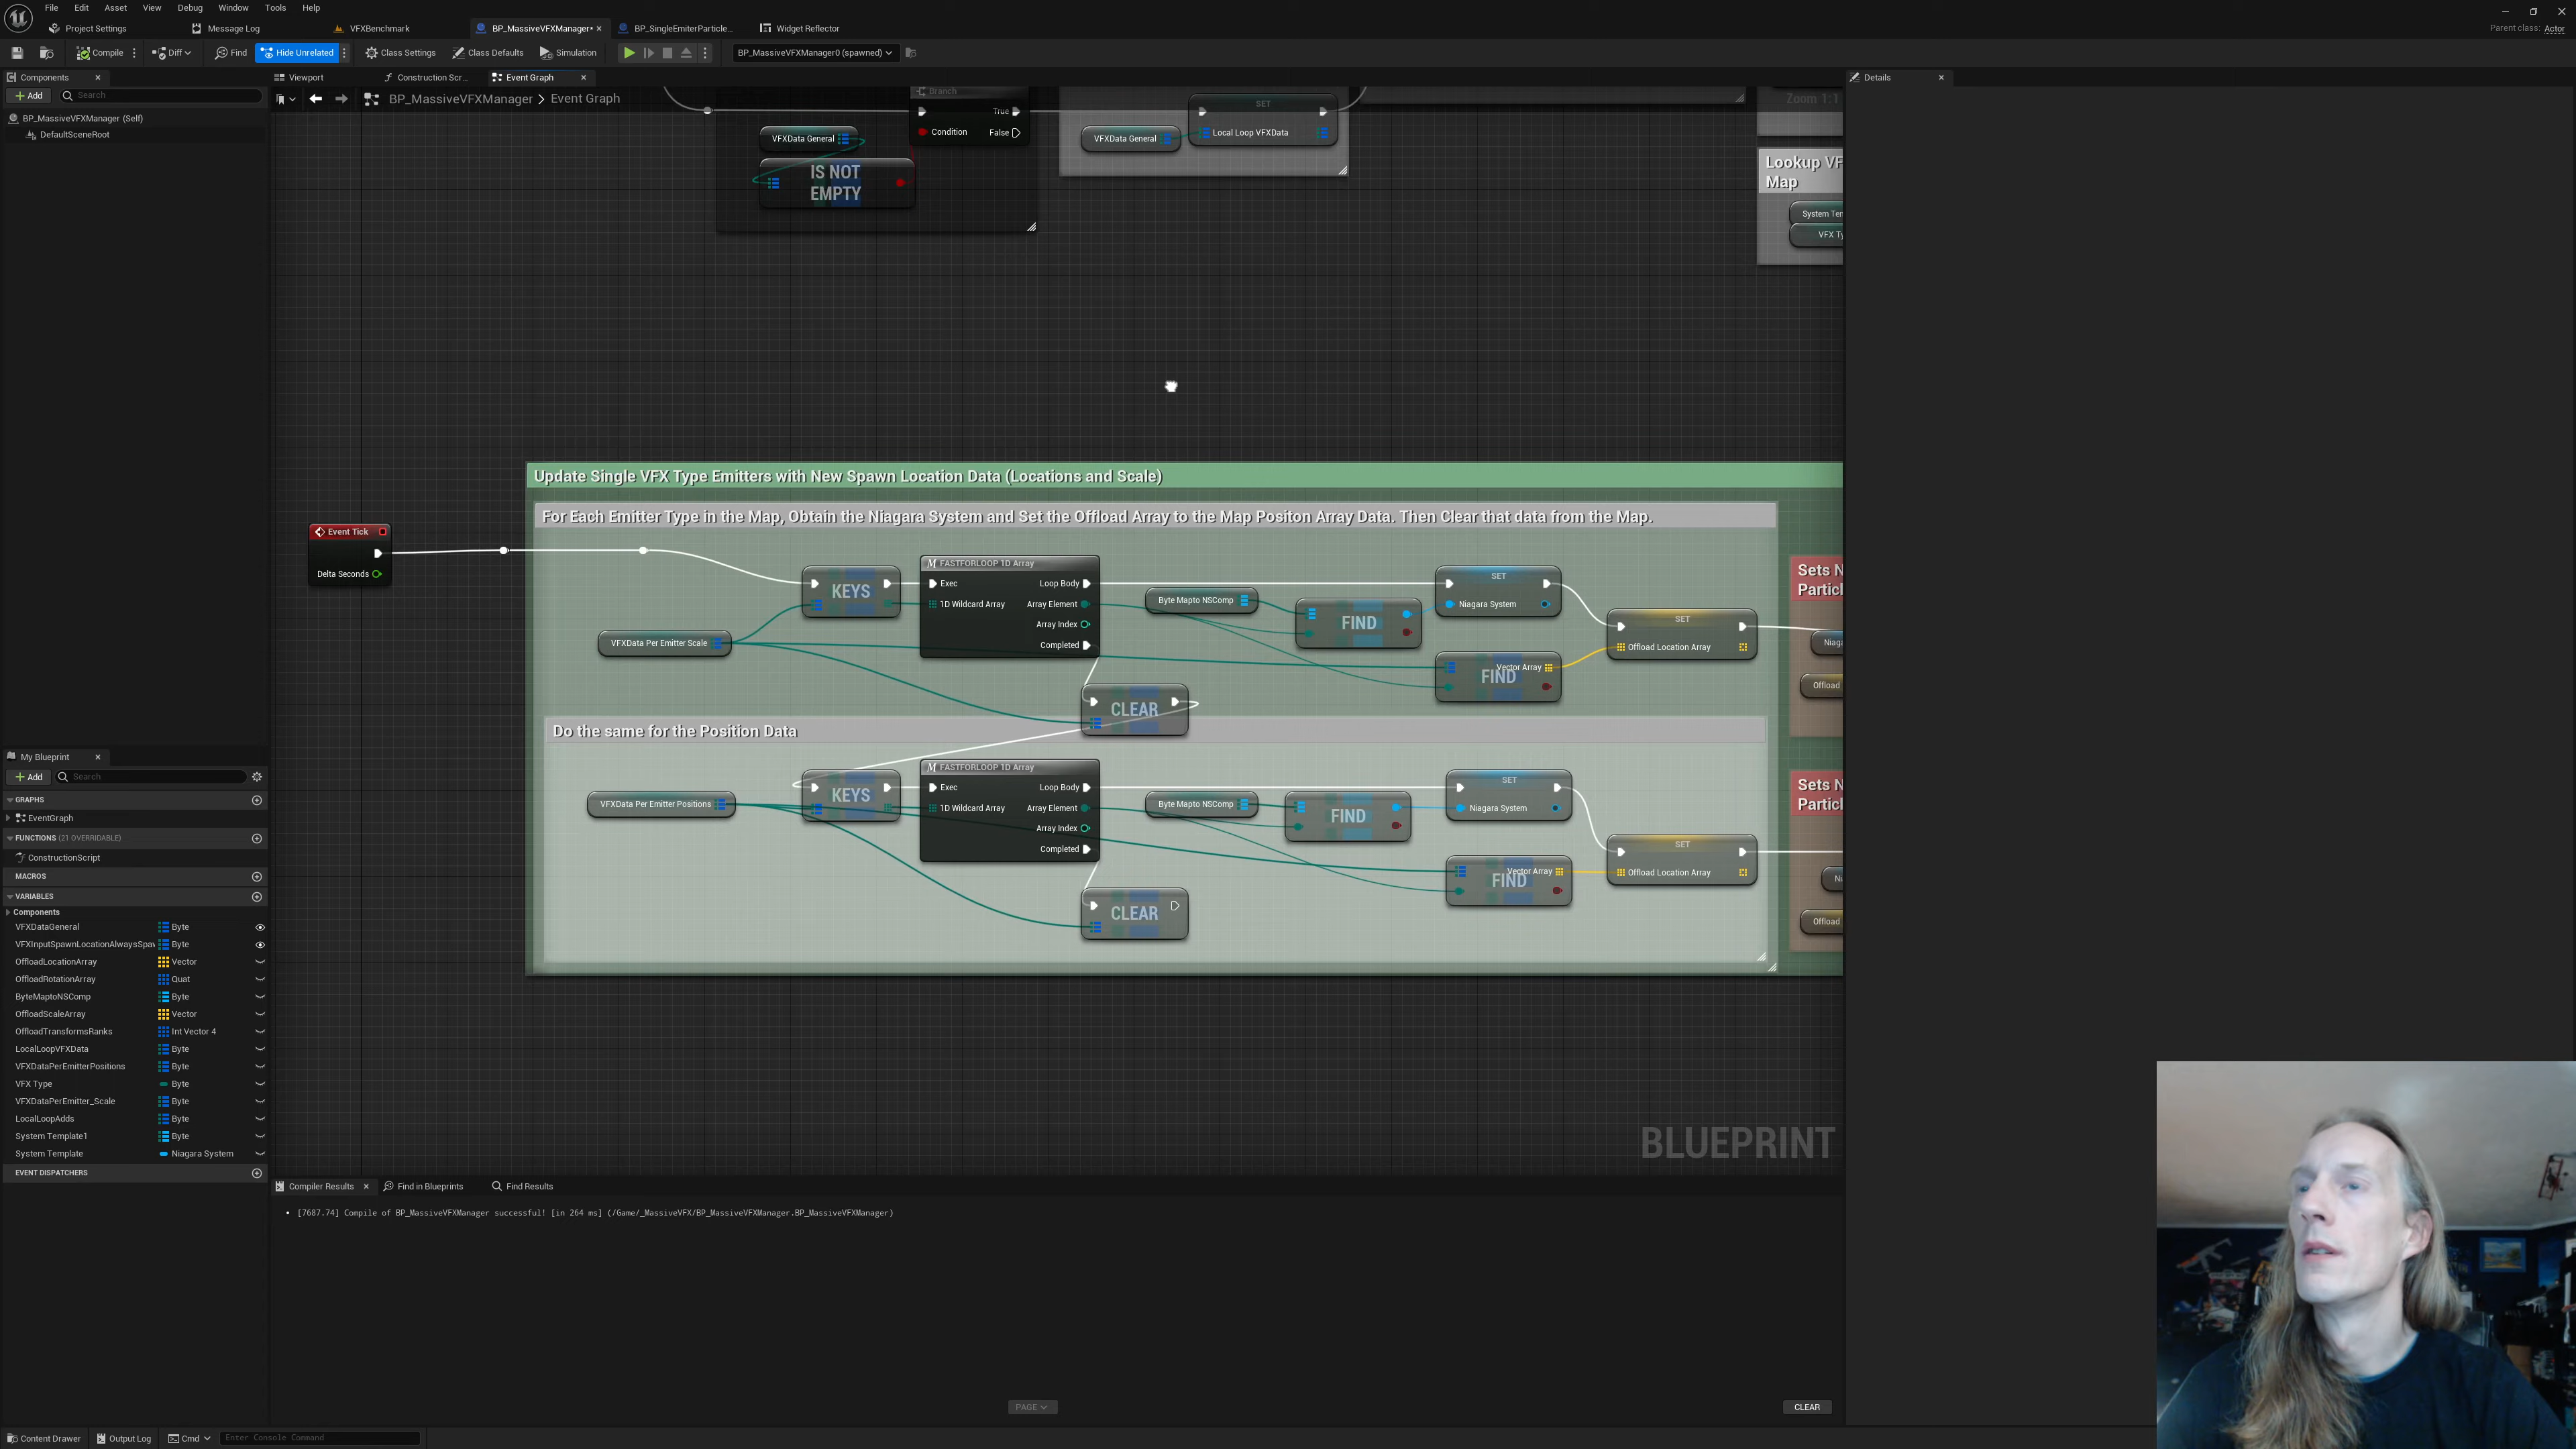 File Edit Asset View Debug Window Tools Help
Project Settings Message Log VFXBenchmark BP_MassiveVFXManager* BP_SingleEmiterParticle... Widget Reflector
Parent class: Actor
Compile Diff Find Hide Unrelated Class Settings Class Defaults Simulation BP_MassiveVFXManager0 (spawned)
Components
Add Search
BP_MassiveVFXManager (Self)
DefaultSceneRoot
Viewport Construction Scr... Event Graph
BP_MassiveVFXManager > Event Graph
Zoom 1:1
Details
Branch
True
Condition False
VFXData General
IS NOT
EMPTY
SET
VFXData General
Local Loop VFXData
Lookup VF
Map
System Ten
VFX Ty
Update Single VFX Type Emitters with New Spawn Location Data (Locations and Scale)
For Each Emitter Type in the Map, Obtain the Niagara System and Set the Offload Array to the Map Positon Array Data. Then Clear that data from the Map.
Event Tick
Delta Seconds
KEYS
FASTFORLOOP 1D Array
Exec Loop Body
1D Wildcard Array Array Element
Array Index
Completed
VFXData Per Emitter Scale
Byte Mapto NSComp
FIND
SET
Niagara System
Vector Array
FIND
SET
Offload Location Array
Sets N
Particl
Niaga
Offload
CLEAR
Do the same for the Position Data
VFXData Per Emitter Positions
KEYS
FASTFORLOOP 1D Array
Exec Loop Body
1D Wildcard Array Array Element
Array Index
Completed
Byte Mapto NSComp
FIND
SET
Niagara System
Vector Array
FIND
SET
Offload Location Array
Sets N
Particl
Ni
Offload
CLEAR
BLUEPRINT
My Blueprint
Add Search
GRAPHS
EventGraph
FUNCTIONS (21 OVERRIDABLE)
ConstructionScript
MACROS
VARIABLES
Components
VFXDataGeneral Byte
VFXInputSpawnLocationAlwaysSpaw Byte
OffloadLocationArray Vector
OffloadRotationArray Quat
ByteMaptoNSComp Byte
OffloadScaleArray Vector
OffloadTransformsRanks Int Vector 4
LocalLoopVFXData Byte
VFXDataPerEmitterPositions Byte
VFX Type Byte
VFXDataPerEmitter_Scale Byte
LocalLoopAdds Byte
System Template1 Byte
System Template Niagara System
EVENT DISPATCHERS
Compiler Results Find in Blueprints Find Results
[7687.74] Compile of BP_MassiveVFXManager successful! [in 264 ms] (/Game/_MassiveVFX/BP_MassiveVFXManager.BP_MassiveVFXManager)
PAGE
CLEAR
Content Drawer Output Log Cmd Enter Console Command